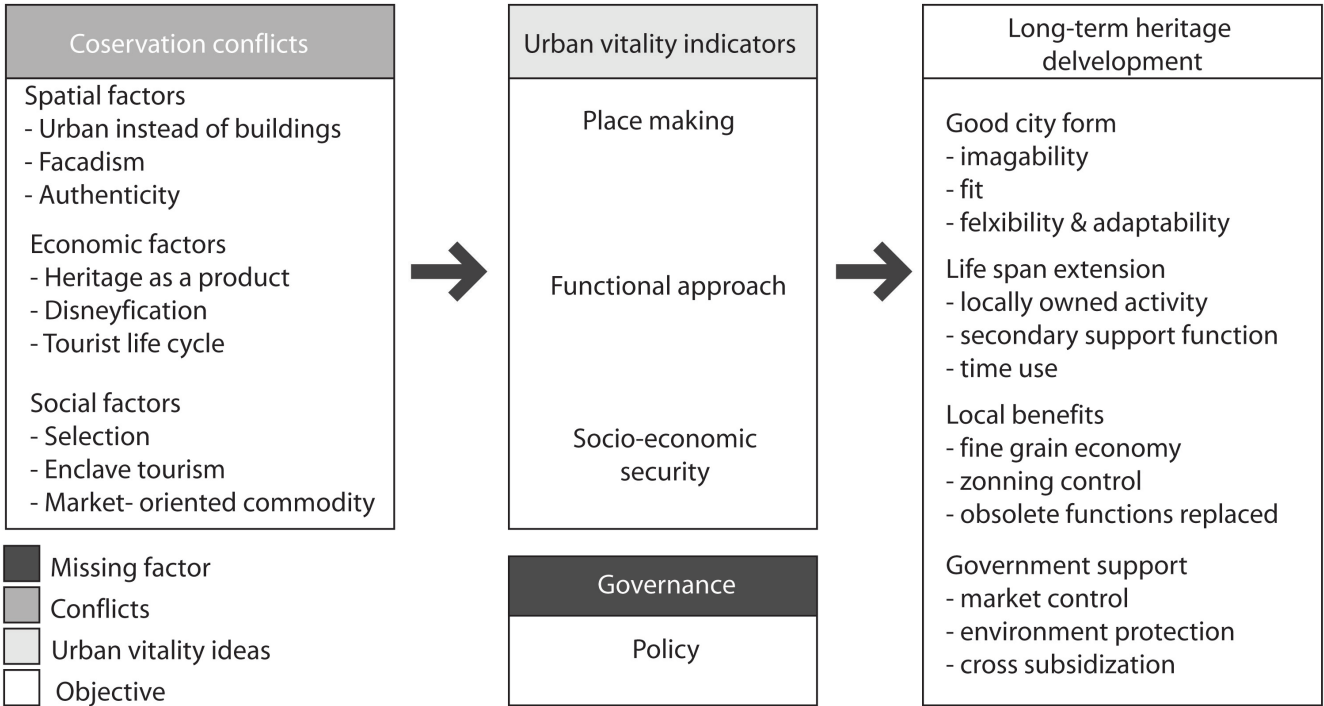 Coservation conflicts
Spatial factors
- Urban instead of buildings
- Facadism
- Authenticity
Economic factors
- Heritage as a product
- Disneyfication
- Tourist life cycle
Social factors
- Selection
- Enclave tourism
- Market- oriented commodity
Missing factor
Conflicts
Urban vitality ideas
Objective
Urban vitality indicators
Place making
Functional approach
Socio-economic
security
Governance
Policy
Long-term heritage
delvelopment
Good city form
- imagability
- fit
- felxibility & adaptability
Life span extension
- locally owned activity
- secondary support function
- time use
Local benefits
- fine grain economy
- zonning control
- obsolete functions replaced
Government support
- market control
- environment protection
- cross subsidization